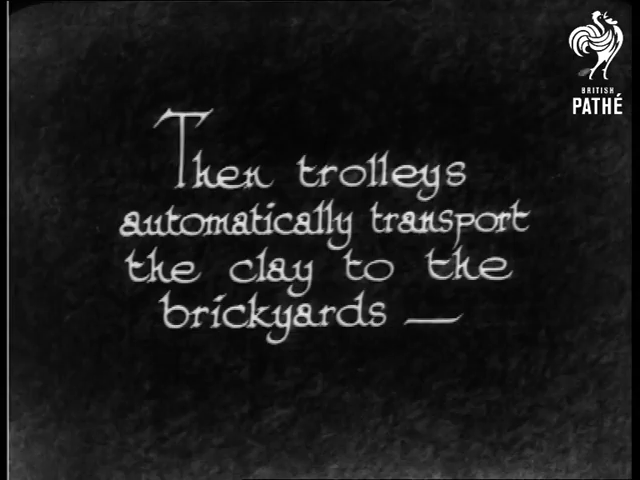 BRITISH
PATHÉ
Then trolleys
automatically transport
the clay to the
brickyards —